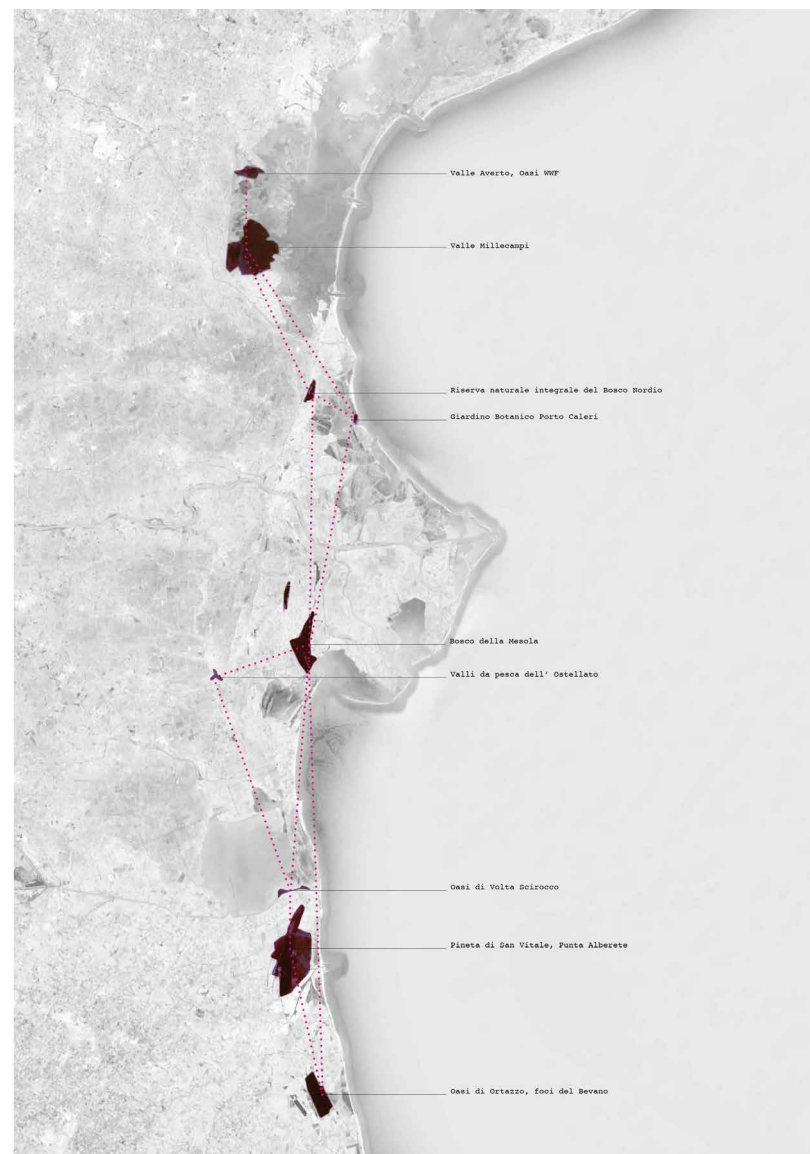 Valle Averto, Oasi WWF
Valle Millecampi
Riserva naturale integrale del Bosco Nordio
Giardino Botanico Porto Caleri
Bosco della Mesola
Valli da pesca dell' Ostellato
Oasi di Volta Scirocco
Pineta di San Vitale, Punta Alberete
Oasi di Ortazzo, foci del Bevano